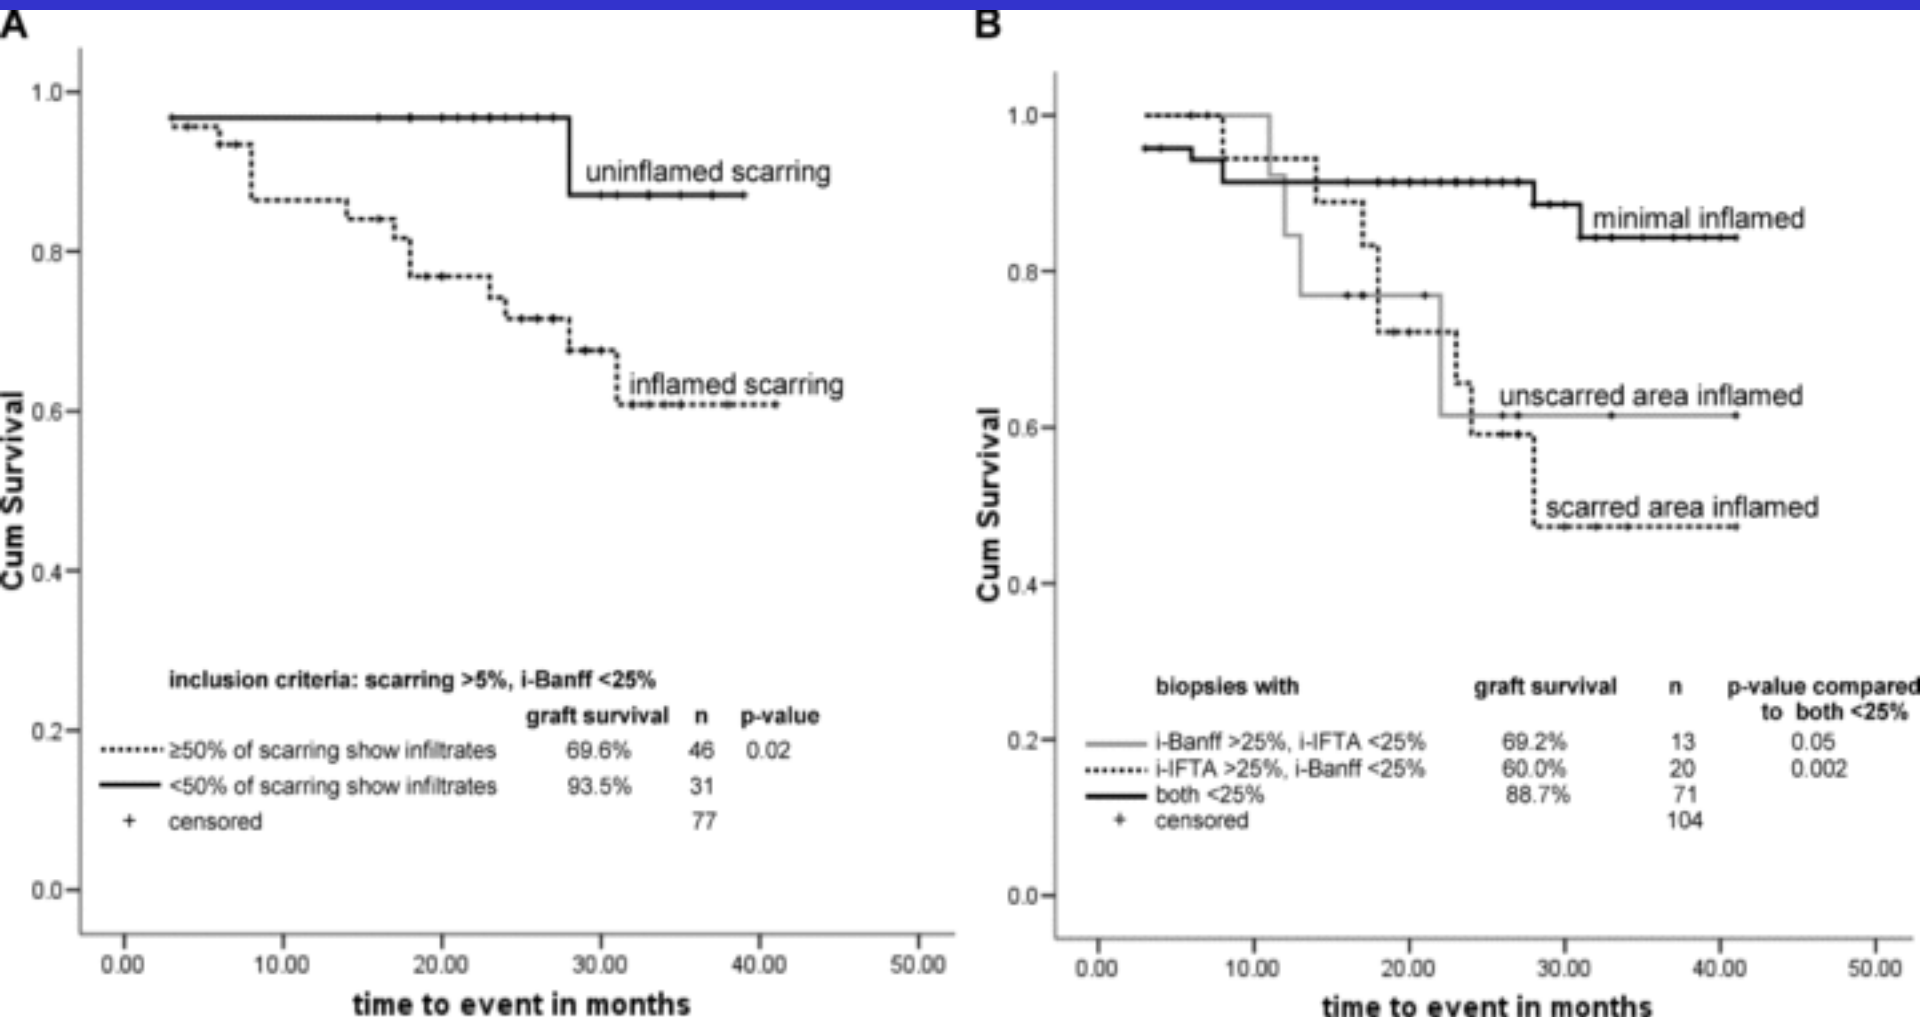 A
1.0
0.8
0.6
0.4
0.2
0.0
Cum Survival
uninflamed scarring
inflamed scarring
inclusion criteria: scarring >5%, i-Banff <25%
graft survival n p-value
≥50% of scarring show infiltrates 69.6% 46 0.02
<50% of scarring show infiltrates 93.5% 31
+ censored 77
0.00 10.00 20.00 30.00 40.00 50.00
time to event in months
B
1.0
0.8
0.6
0.4
0.2
0.0
Cum Survival
minimal inflamed
unscarred area inflamed
scarred area inflamed
biopsies with graft survival n p-value compared
to both <25%
i-Banff >25%, i-IFTA <25% 69.2% 13 0.05
i-IFTA >25%, i-Banff <25% 60.0% 20 0.002
both <25% 88.7% 71
+ censored 104
0.00 10.00 20.00 30.00 40.00 50.00
time to event in months